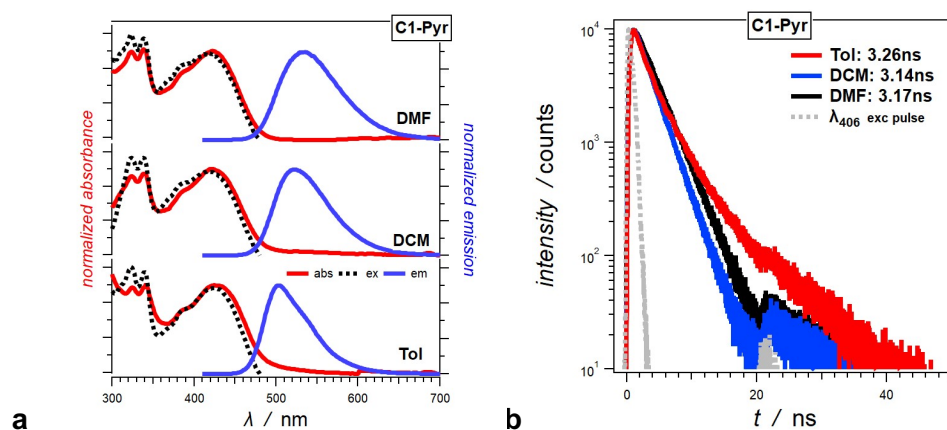 C1-Pyr
normalized absorbance
normalized emission
DMF
DCM
abs ex em
Tol
300 400 500 600 700
λ / nm
a
C1-Pyr
Tol: 3.26ns
DCM: 3.14ns
DMF: 3.17ns
λ406 exc pulse
intensity / counts
10^4
10^3
10^2
10^1
0 20 40
t / ns
b